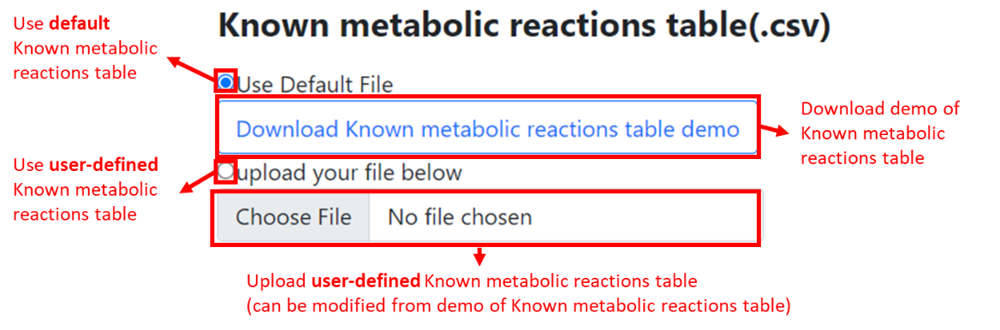 Known metabolic reactions table(.csv)
Use default
Known metabolic
reactions table
Use Default File
Download Known metabolic reactions table demo
Download demo of
Known metabolic
reactions table
Use user-defined
Known metabolic
reactions table
upload your file below
Choose File No file chosen
Upload user-defined Known metabolic reactions table
(can be modified from demo of Known metabolic reactions table)